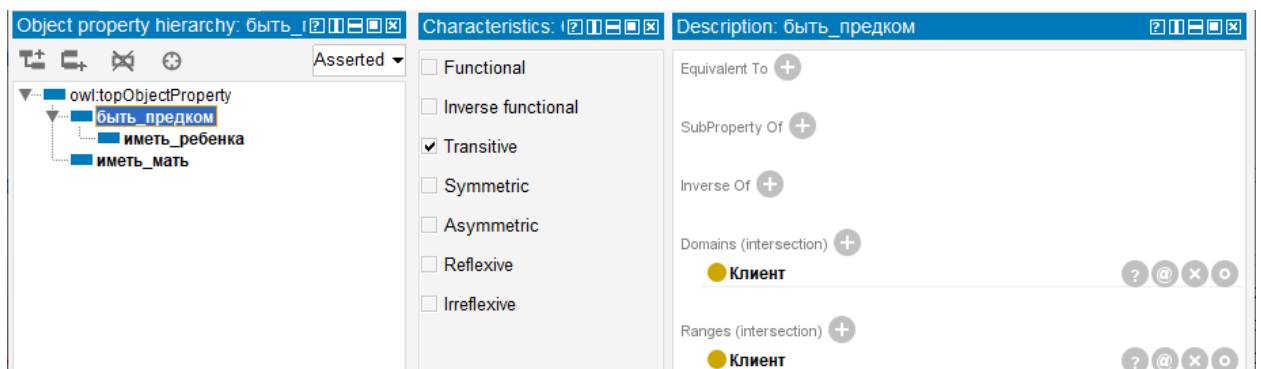 Object property hierarchy: быть_г
Asserted
owl:topObjectProperty
быть_предком
иметь_ребенка
иметь_мать
Characteristics:
Functional
Inverse functional
Transitive
Symmetric
Asymmetric
Reflexive
Irreflexive
Description: быть_предком
Equivalent To
SubProperty Of
Inverse Of
Domains (intersection)
Клиент
Ranges (intersection)
Клиент